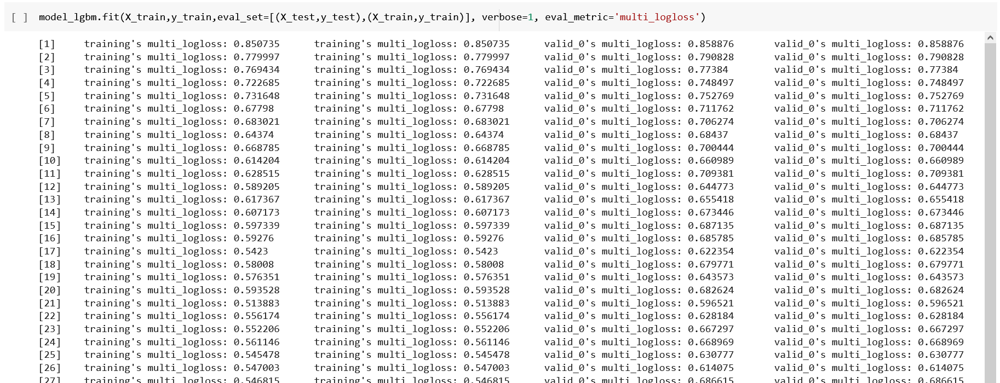 [ ] model_lgbm.fit(X_train,y_train,eval_set=[(X_test,y_test),(X_train,y_train)], verbose=1, eval_metric='multi_logloss')
[1] training's multi_logloss: 0.850735 training's multi_logloss: 0.850735 valid_0's multi_logloss: 0.858876 valid_0's multi_logloss: 0.858876
[2] training's multi_logloss: 0.779997 training's multi_logloss: 0.779997 valid_0's multi_logloss: 0.790828 valid_0's multi_logloss: 0.790828
[3] training's multi_logloss: 0.769434 training's multi_logloss: 0.769434 valid_0's multi_logloss: 0.77384 valid_0's multi_logloss: 0.77384
[4] training's multi_logloss: 0.722685 training's multi_logloss: 0.722685 valid_0's multi_logloss: 0.748497 valid_0's multi_logloss: 0.748497
[5] training's multi_logloss: 0.731648 training's multi_logloss: 0.731648 valid_0's multi_logloss: 0.752769 valid_0's multi_logloss: 0.752769
[6] training's multi_logloss: 0.67798 training's multi_logloss: 0.67798 valid_0's multi_logloss: 0.711762 valid_0's multi_logloss: 0.711762
[7] training's multi_logloss: 0.683021 training's multi_logloss: 0.683021 valid_0's multi_logloss: 0.706274 valid_0's multi_logloss: 0.706274
[8] training's multi_logloss: 0.64374 training's multi_logloss: 0.64374 valid_0's multi_logloss: 0.68437 valid_0's multi_logloss: 0.68437
[9] training's multi_logloss: 0.668785 training's multi_logloss: 0.668785 valid_0's multi_logloss: 0.700444 valid_0's multi_logloss: 0.700444
[10] training's multi_logloss: 0.614204 training's multi_logloss: 0.614204 valid_0's multi_logloss: 0.660989 valid_0's multi_logloss: 0.660989
[11] training's multi_logloss: 0.628515 training's multi_logloss: 0.628515 valid_0's multi_logloss: 0.709381 valid_0's multi_logloss: 0.709381
[12] training's multi_logloss: 0.589205 training's multi_logloss: 0.589205 valid_0's multi_logloss: 0.644773 valid_0's multi_logloss: 0.644773
[13] training's multi_logloss: 0.617367 training's multi_logloss: 0.617367 valid_0's multi_logloss: 0.655418 valid_0's multi_logloss: 0.655418
[14] training's multi_logloss: 0.607173 training's multi_logloss: 0.607173 valid_0's multi_logloss: 0.673446 valid_0's multi_logloss: 0.673446
[15] training's multi_logloss: 0.597339 training's multi_logloss: 0.597339 valid_0's multi_logloss: 0.687135 valid_0's multi_logloss: 0.687135
[16] training's multi_logloss: 0.59276 training's multi_logloss: 0.59276 valid_0's multi_logloss: 0.685785 valid_0's multi_logloss: 0.685785
[17] training's multi_logloss: 0.5423 training's multi_logloss: 0.5423 valid_0's multi_logloss: 0.622354 valid_0's multi_logloss: 0.622354
[18] training's multi_logloss: 0.58008 training's multi_logloss: 0.58008 valid_0's multi_logloss: 0.679771 valid_0's multi_logloss: 0.679771
[19] training's multi_logloss: 0.576351 training's multi_logloss: 0.576351 valid_0's multi_logloss: 0.643573 valid_0's multi_logloss: 0.643573
[20] training's multi_logloss: 0.593528 training's multi_logloss: 0.593528 valid_0's multi_logloss: 0.682624 valid_0's multi_logloss: 0.682624
[21] training's multi_logloss: 0.513883 training's multi_logloss: 0.513883 valid_0's multi_logloss: 0.596521 valid_0's multi_logloss: 0.596521
[22] training's multi_logloss: 0.556174 training's multi_logloss: 0.556174 valid_0's multi_logloss: 0.628184 valid_0's multi_logloss: 0.628184
[23] training's multi_logloss: 0.552206 training's multi_logloss: 0.552206 valid_0's multi_logloss: 0.667297 valid_0's multi_logloss: 0.667297
[24] training's multi_logloss: 0.561146 training's multi_logloss: 0.561146 valid_0's multi_logloss: 0.668969 valid_0's multi_logloss: 0.668969
[25] training's multi_logloss: 0.545478 training's multi_logloss: 0.545478 valid_0's multi_logloss: 0.630777 valid_0's multi_logloss: 0.630777
[26] training's multi_logloss: 0.547003 training's multi_logloss: 0.547003 valid_0's multi_logloss: 0.614075 valid_0's multi_logloss: 0.614075
[27] training's multi_logloss: 0.546815 training's multi_logloss: 0.546815 valid_0's multi_logloss: 0.686615 valid_0's multi_logloss: 0.686615